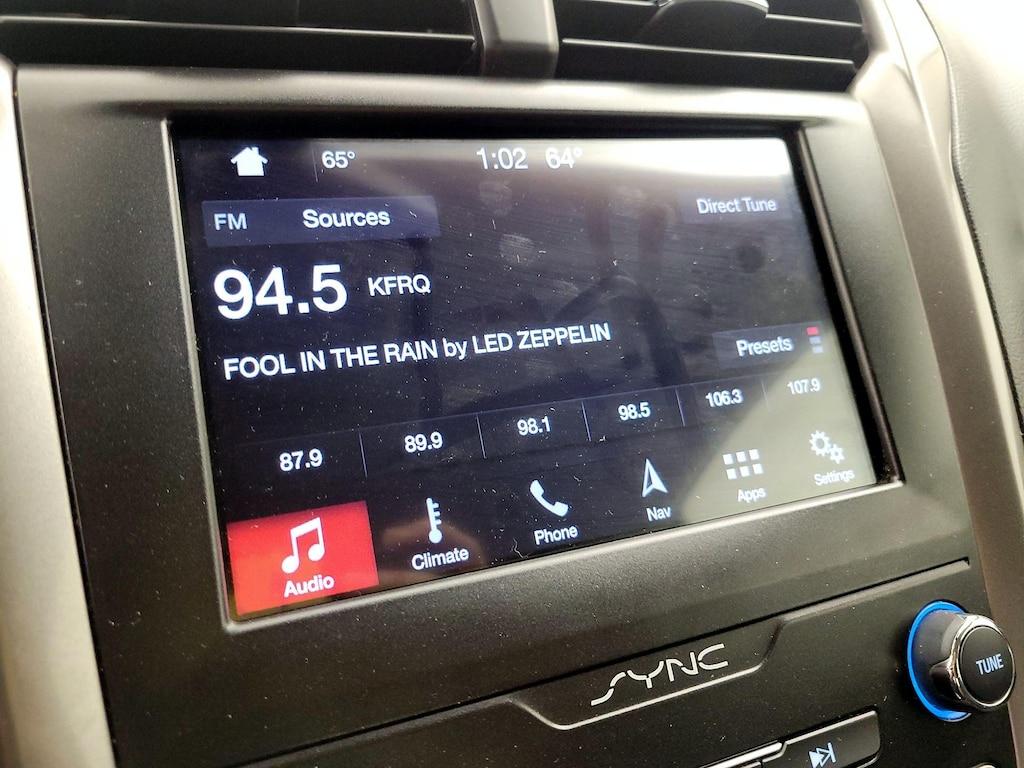 65° 1:02 64°
FM Sources Direct Tune
94.5 KFRQ
FOOL IN THE RAIN by LED ZEPPELIN
Presets
87.9 89.9 98.1 98.5 106.3 107.9
Audio Climate Phone Nav Apps Settings
SYNC
TUNE